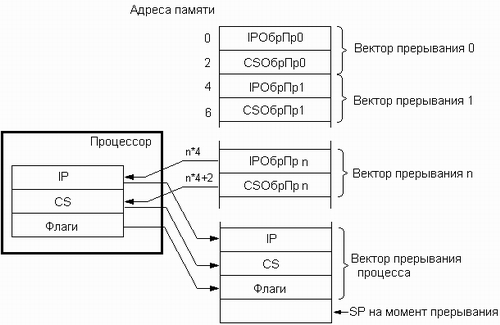 Адреса памяти
0 IPОбрПр0
2 CSОбрПр0
Вектор прерывания 0
4 IPОбрПр1
6 CSОбрПр1
Вектор прерывания 1
Процессор
IP
CS
Флаги
n*4
n*4+2
IPОбрПр n
CSОбрПр n
Вектор прерывания n
IP
CS
Флаги
Вектор прерывания
процесса
SP на момент прерывания